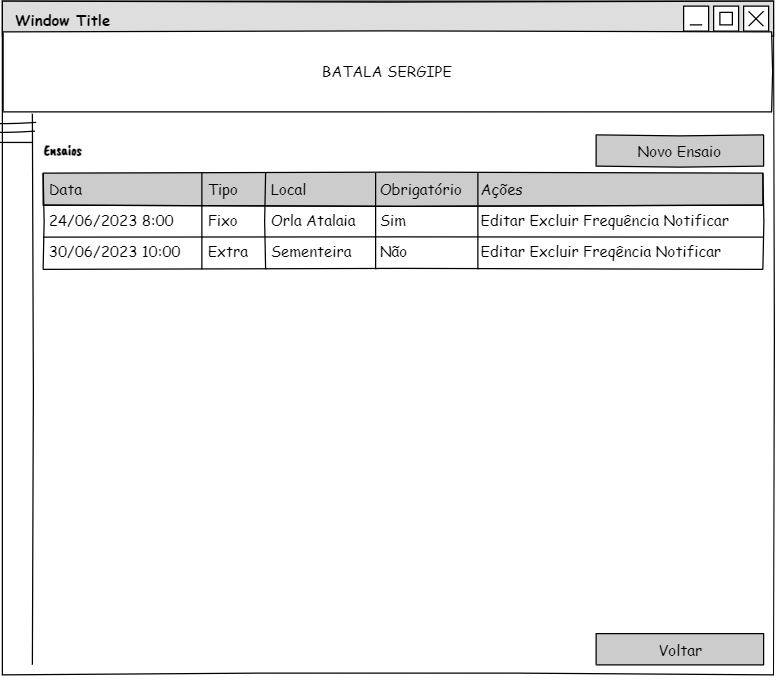 Window Title
BATALA SERGIPE
Ensaios
Novo Ensaio
Data Tipo Local Obrigatório Ações
24/06/2023 8:00 Fixo Orla Atalaia Sim Editar Excluir Frequência Notificar
30/06/2023 10:00 Extra Sementeira Não Editar Excluir Freqência Notificar
Voltar